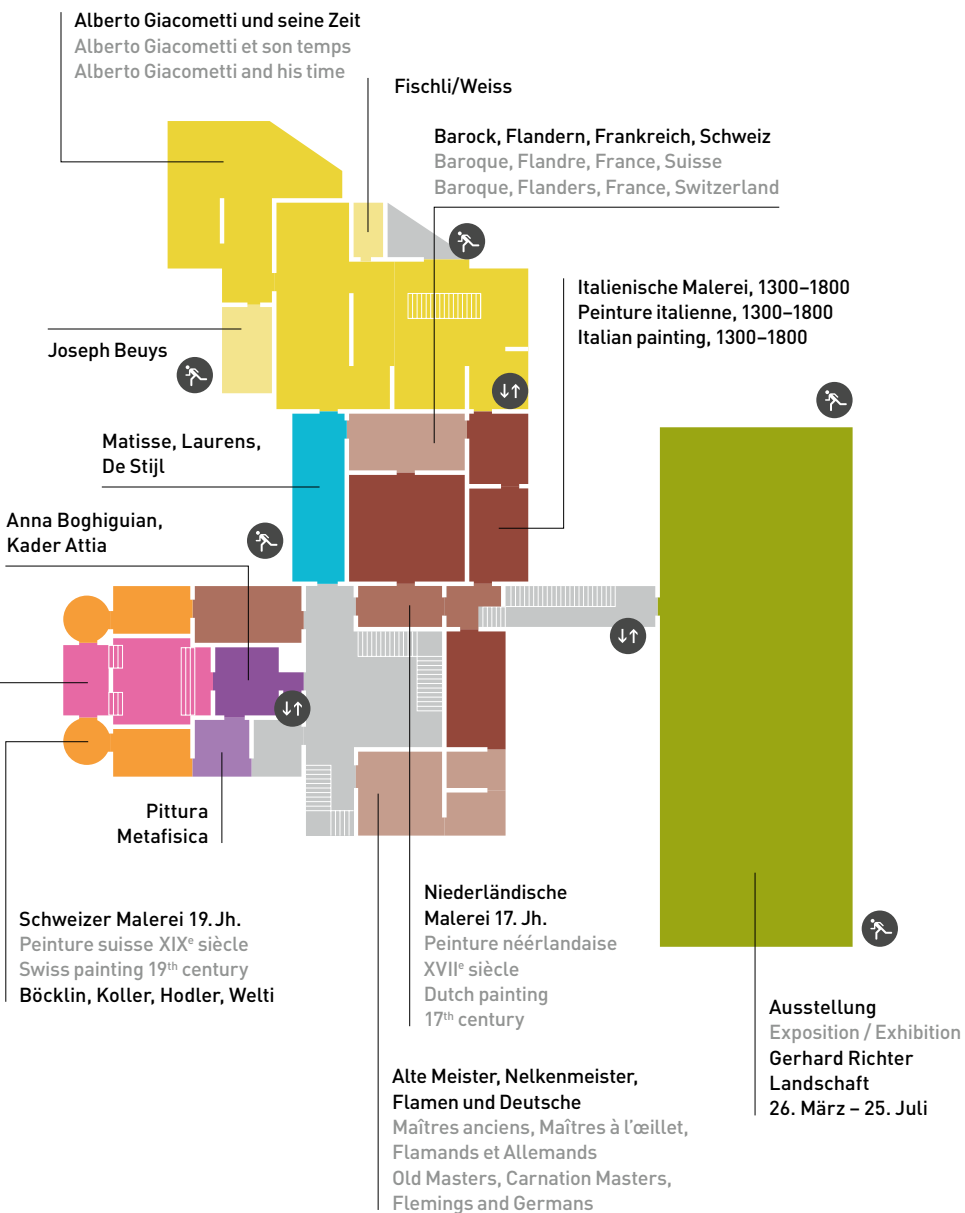 Alberto Giacometti und seine Zeit
Alberto Giacometti et son temps
Alberto Giacometti and his time
Fischli/Weiss
Barock, Flandern, Frankreich, Schweiz
Baroque, Flandre, France, Suisse
Baroque, Flanders, France, Switzerland
Italienische Malerei, 1300–1800
Peinture italienne, 1300–1800
Italian painting, 1300–1800
Joseph Beuys
Matisse, Laurens,
De Stijl
Anna Boghiguian,
Kader Attia
Pittura
Metafisica
Schweizer Malerei 19. Jh.
Peinture suisse XIXᵉ siècle
Swiss painting 19ᵗʰ century
Böcklin, Koller, Hodler, Welti
Niederländische
Malerei 17. Jh.
Peinture néérlandaise
XVIIᵉ siècle
Dutch painting
17ᵗʰ century
Alte Meister, Nelkenmeister,
Flamen und Deutsche
Maîtres anciens, Maîtres à l'œillet,
Flamands et Allemands
Old Masters, Carnation Masters,
Flemings and Germans
Ausstellung
Exposition / Exhibition
Gerhard Richter
Landschaft
26. März – 25. Juli